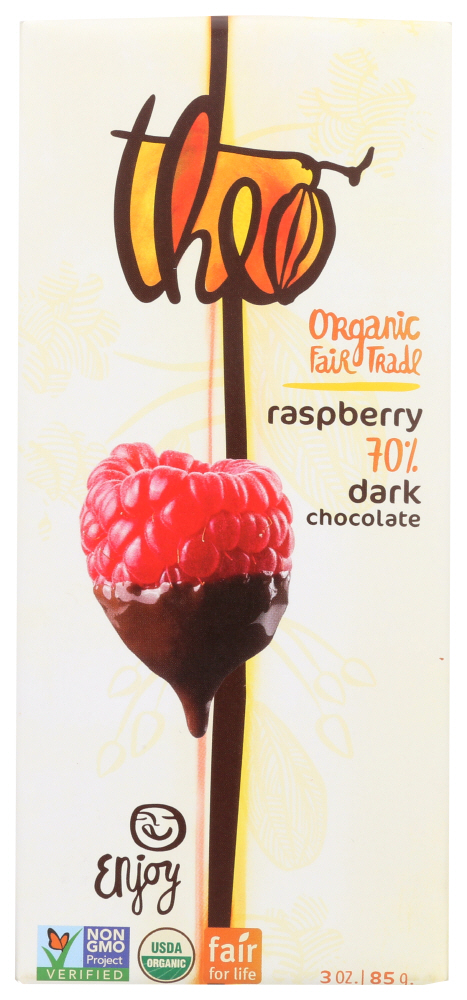 theo
Organic
Fair Trade
raspberry
70%
dark
chocolate
Enjoy
NON
GMO
Project
VERIFIED
USDA
ORGANIC
fair
for life
3 OZ. | 85 g.